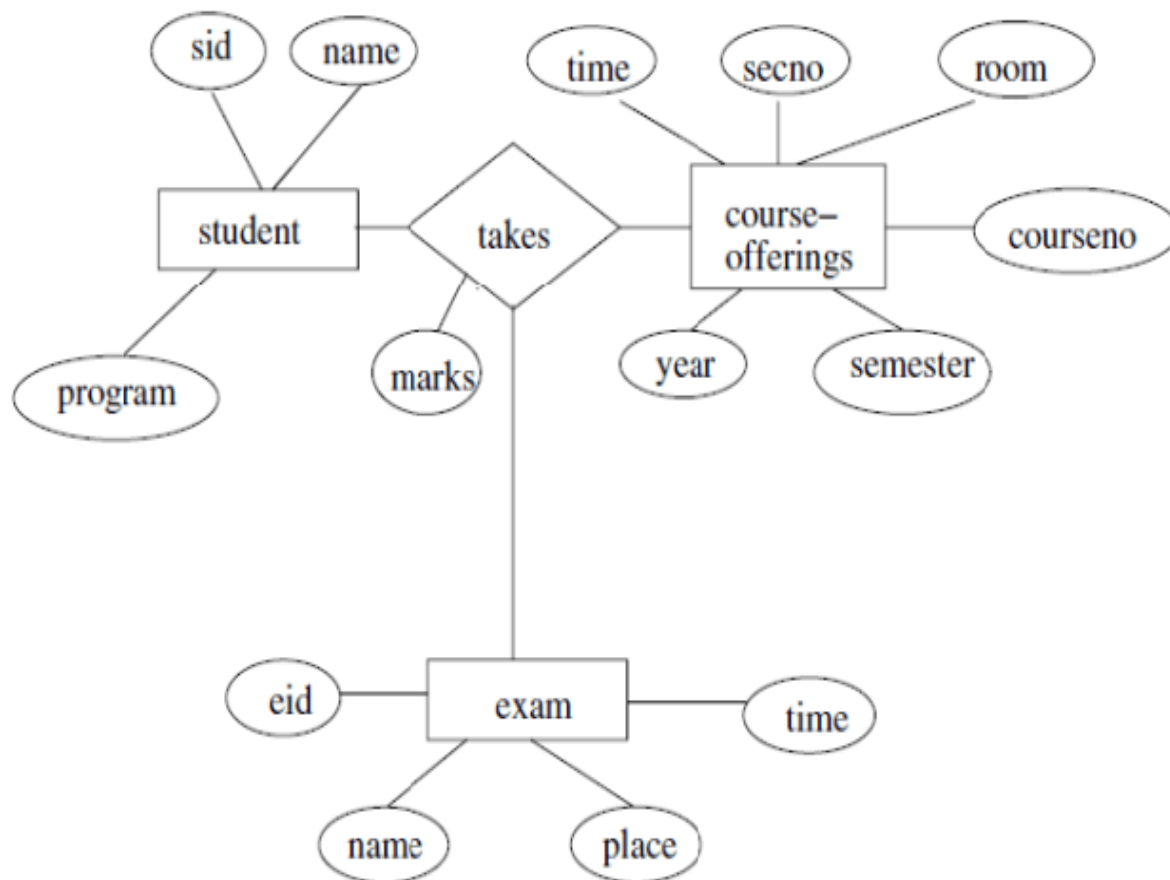 sid
name
time
secno
room
student
takes
course-
offerings
courseno
program
marks
year
semester
eid
exam
time
name
place